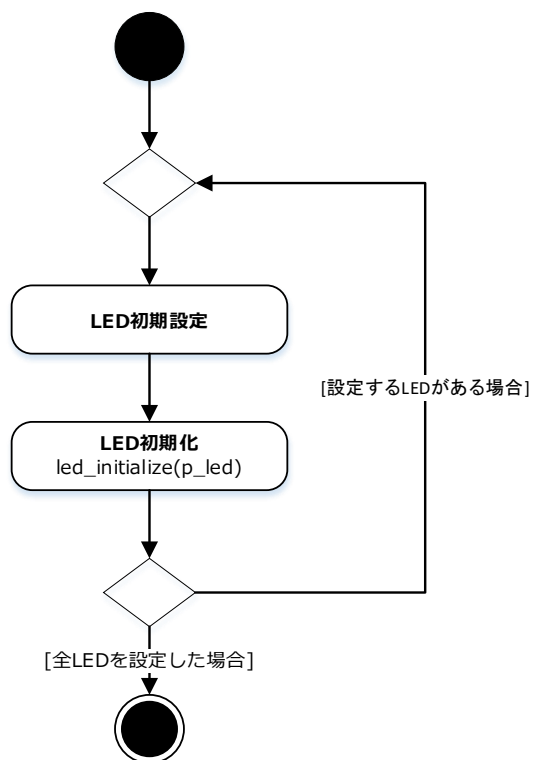 LED初期設定
[設定するLEDがある場合]
LED初期化
led_initialize(p_led)
[全LEDを設定した場合]